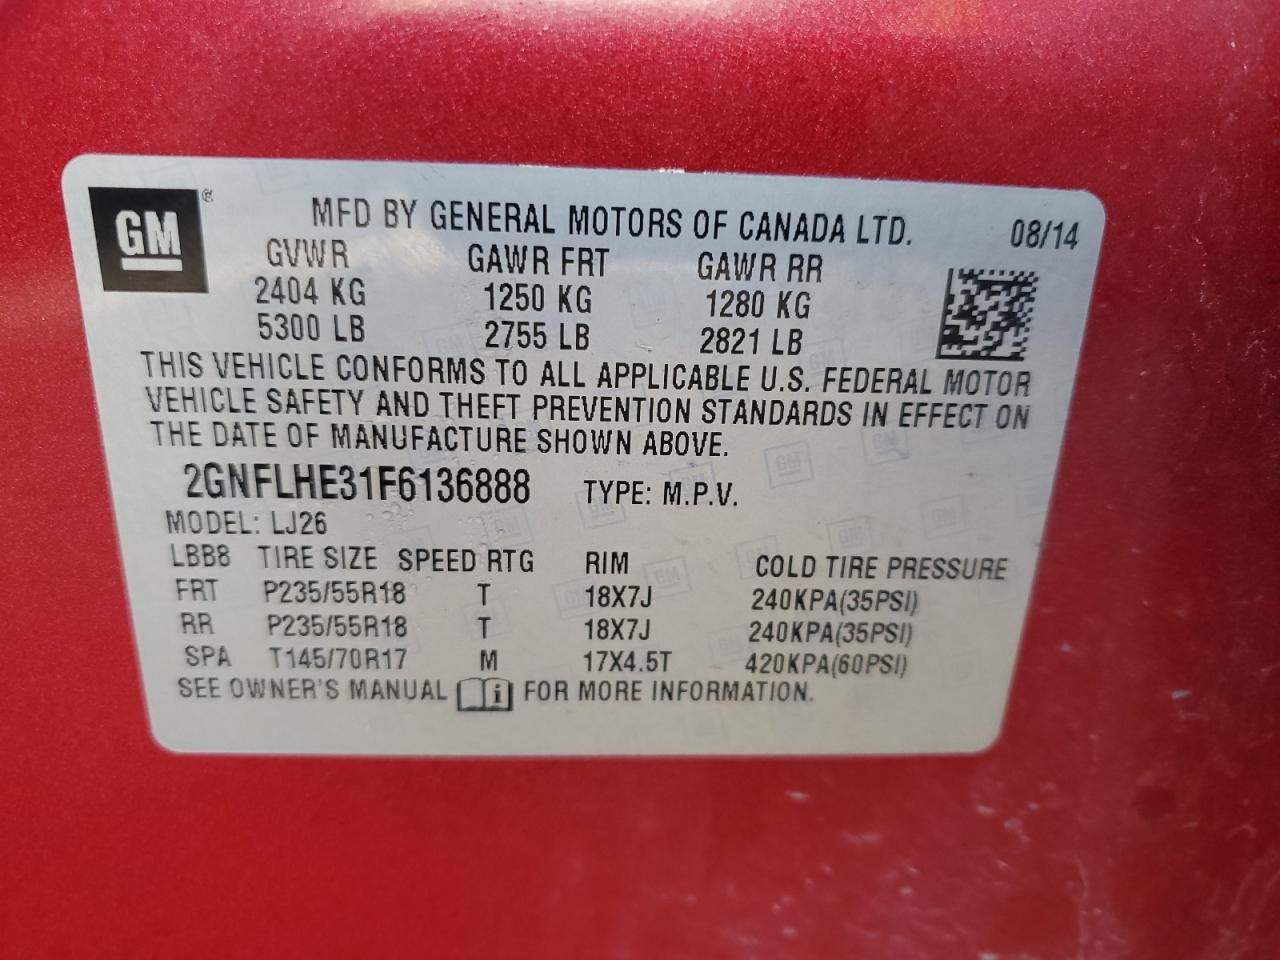 GM ®
MFD BY GENERAL MOTORS OF CANADA LTD. 08/14
GVWR GAWR FRT GAWR RR
2404 KG 1250 KG 1280 KG
5300 LB 2755 LB 2821 LB
THIS VEHICLE CONFORMS TO ALL APPLICABLE U.S. FEDERAL MOTOR
VEHICLE SAFETY AND THEFT PREVENTION STANDARDS IN EFFECT ON
THE DATE OF MANUFACTURE SHOWN ABOVE.
2GNFLHE31F6136888 TYPE: M.P.V.
MODEL: LJ26
LBB8 TIRE SIZE SPEED RTG RIM COLD TIRE PRESSURE
FRT P235/55R18 T 18X7J 240KPA(35PSI)
RR P235/55R18 T 18X7J 240KPA(35PSI)
SPA T145/70R17 M 17X4.5T 420KPA(60PSI)
SEE OWNER'S MANUAL i FOR MORE INFORMATION.